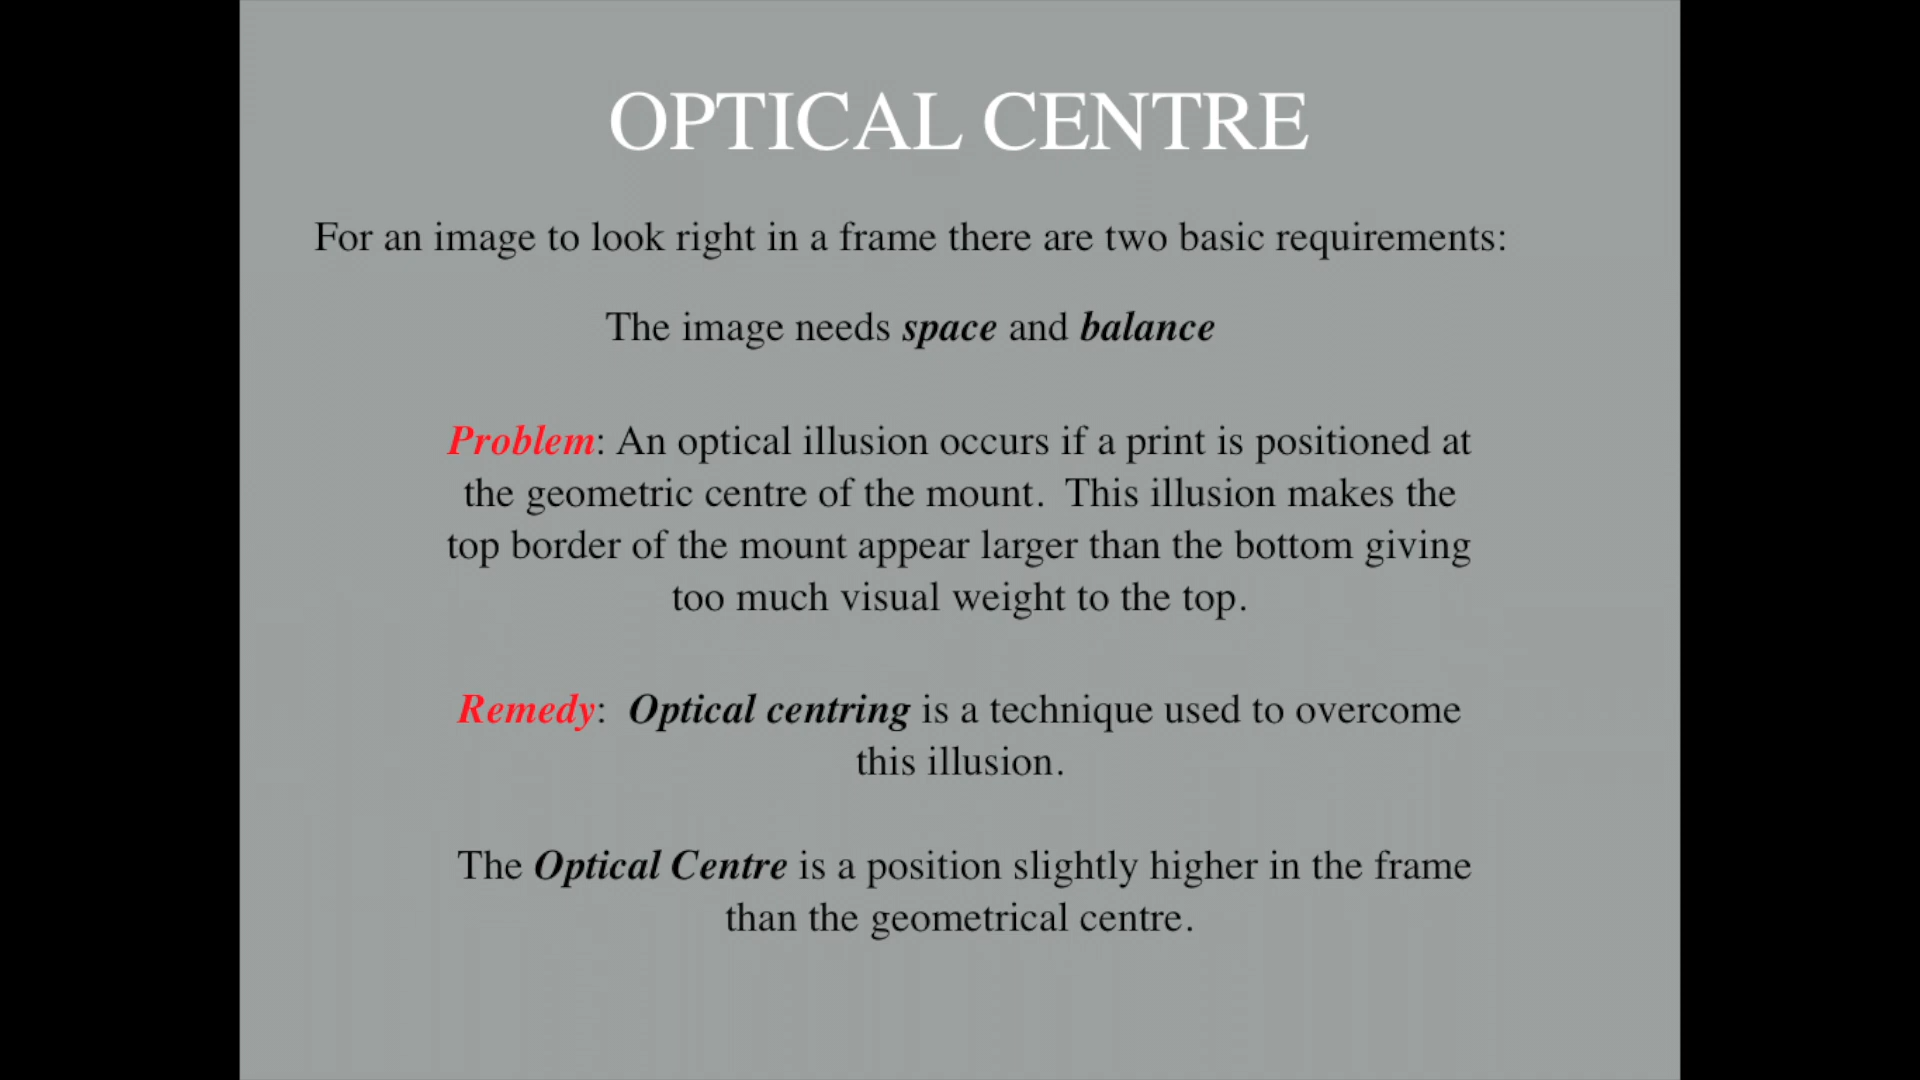 OPTICAL CENTRE
For an image to look right in a frame there are two basic requirements:
The image needs space and balance
Problem: An optical illusion occurs if a print is positioned at
the geometric centre of the mount.  This illusion makes the
top border of the mount appear larger than the bottom giving
too much visual weight to the top.
Remedy:  Optical centring is a technique used to overcome
this illusion.
The Optical Centre is a position slightly higher in the frame
than the geometrical centre.